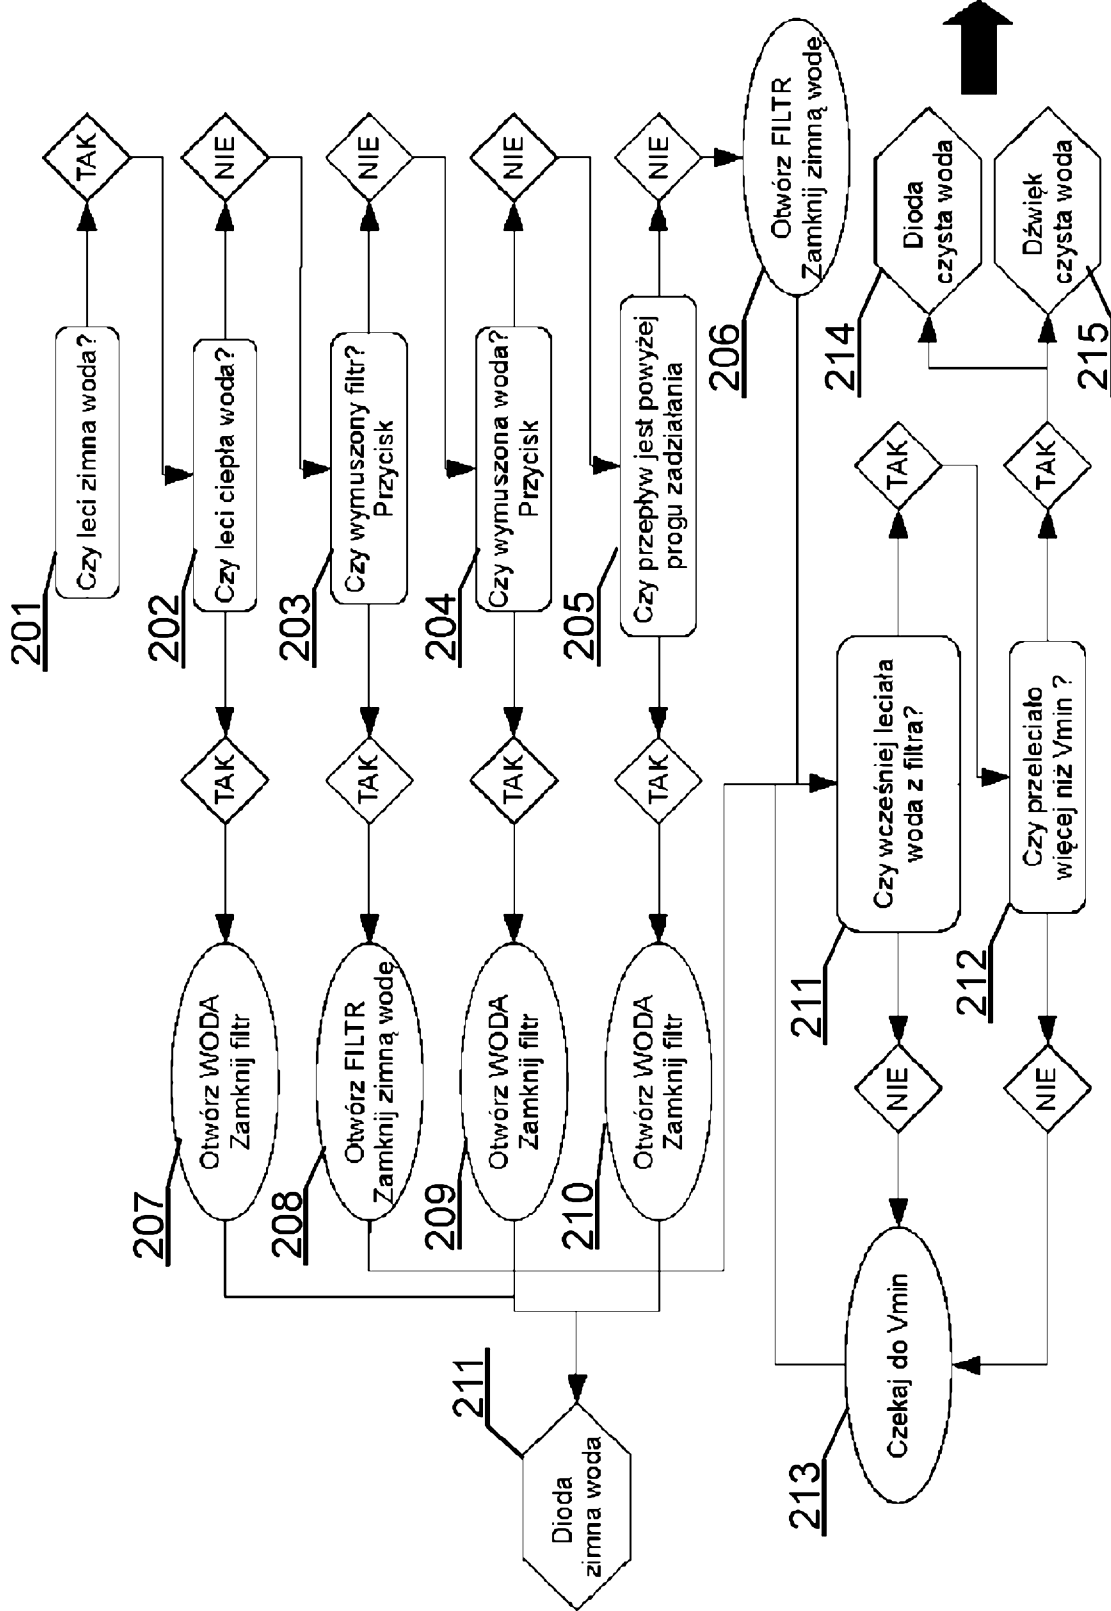 201
Czy leci zimna woda?
TAK
202
Czy leci ciepła woda?
NIE
TAK
207
Otwórz WODA
Zamknij filtr
203
Czy wymuszony filtr?
Przycisk
NIE
TAK
208
Otwórz FILTR
Zamknij zimną wodę
204
Czy wymuszona woda?
Przycisk
NIE
TAK
209
Otwórz WODA
Zamknij filtr
205
Czy przepływ jest powyżej
progu zadziałania
NIE
TAK
210
Otwórz WODA
Zamknij filtr
211
Dioda
zimna woda
206
Otwórz FILTR
Zamknij zimną wodę
211
Czy wcześniej leciała
woda z filtra?
TAK
NIE
212
Czy przeleciało
więcej niż Vmin ?
TAK
NIE
213
Czekaj do Vmin
214
Dioda
czysta woda
215
Dźwięk
czysta woda